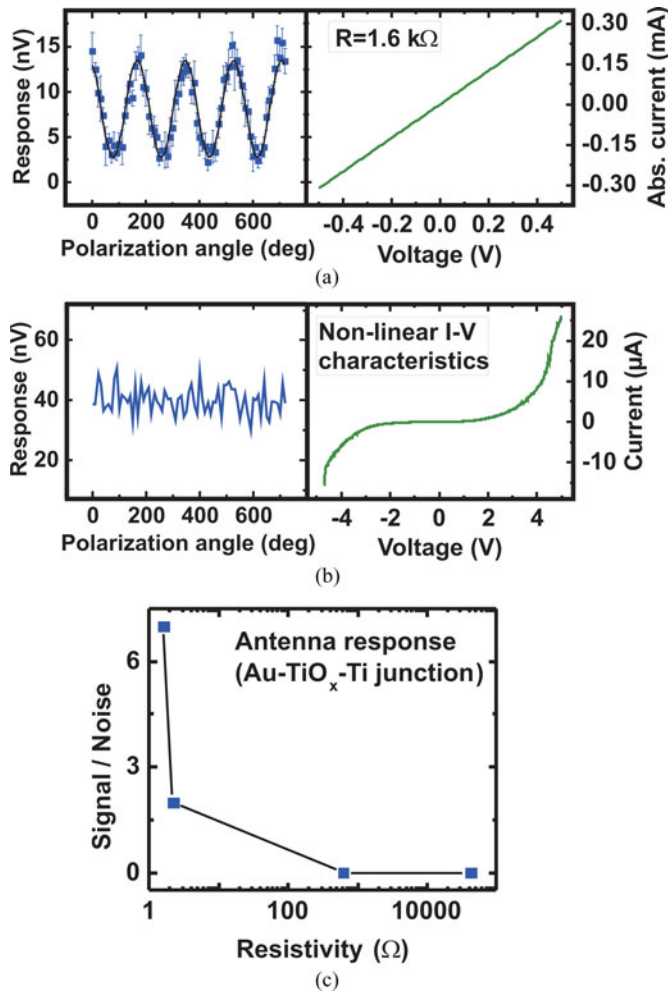 15
10
5
0
Response (nV)
0 200 400 600
Polarization angle (deg)
R=1.6 kΩ
0.30
0.15
0.00
-0.15
-0.30
Abs. current (mA)
-0.4 -0.2 0.0 0.2 0.4
Voltage (V)
(a)
60
40
20
Response (nV)
0 200 400 600
Polarization angle (deg)
Non-linear I-V
characteristics
20
10
0
-10
Current (µA)
-4 -2 0 2 4
Voltage (V)
(b)
Antenna response
(Au-TiOx-Ti junction)
6
3
0
Signal / Noise
1 100 10000
Resistivity (Ω)
(c)